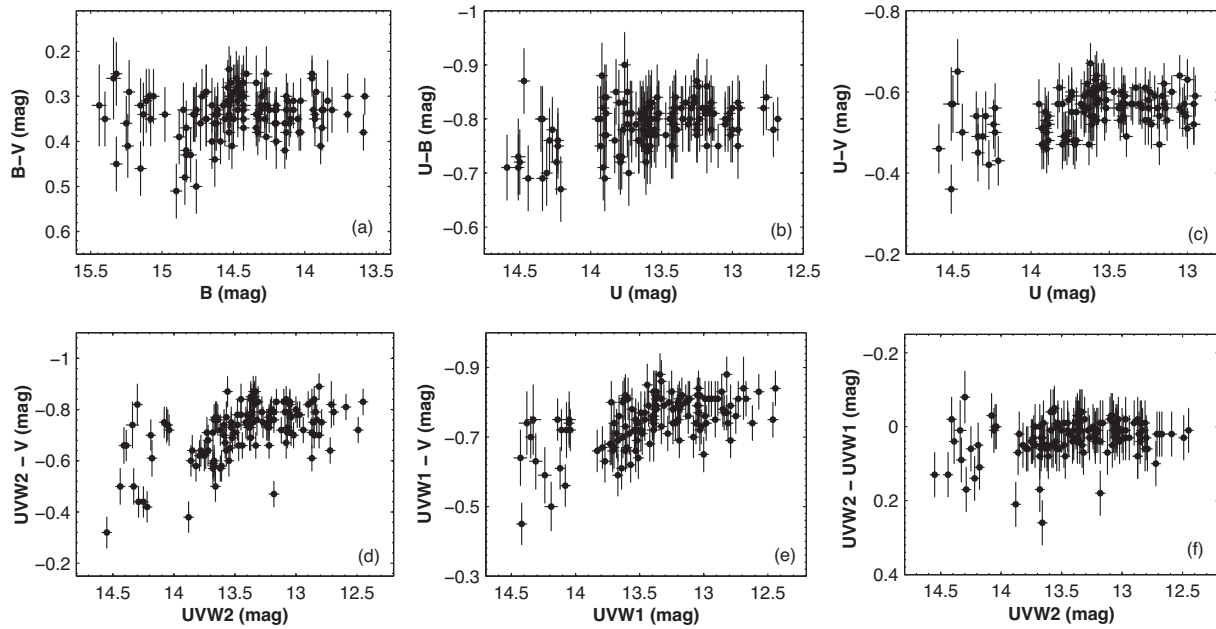 0.2
0.3
0.4
0.5
0.6
B−V (mag)
15.5 15 14.5 14 13.5
B (mag)
(a)
−1
−0.9
−0.8
−0.7
−0.6
U−B (mag)
14.5 14 13.5 13 12.5
U (mag)
(b)
−0.8
−0.6
−0.4
−0.2
U−V (mag)
14.5 14 13.5 13
U (mag)
(c)
−1
−0.8
−0.6
−0.4
−0.2
UVW2 − V (mag)
14.5 14 13.5 13 12.5
UVW2 (mag)
(d)
−0.9
−0.7
−0.5
−0.3
UVW1 − V (mag)
14.5 14 13.5 13 12.5
UVW1 (mag)
(e)
−0.2
0
0.2
0.4
UVW2 − UVW1 (mag)
14.5 14 13.5 13 12.5
UVW2 (mag)
(f)